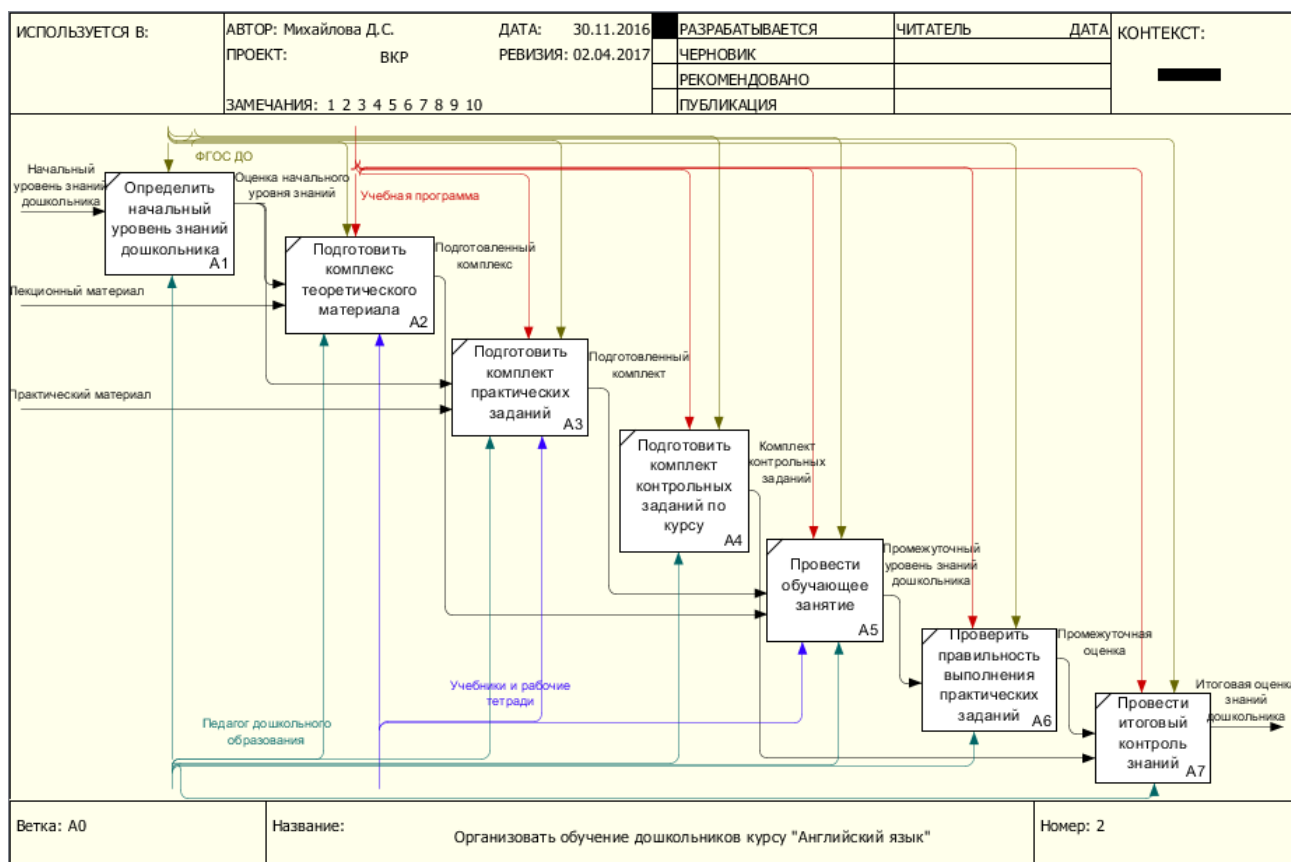 ИСПОЛЬЗУЕТСЯ В:
АВТОР: Михайлова Д.С.
ДАТА: 30.11.2016
ПРОЕКТ: ВКР
РЕВИЗИЯ: 02.04.2017
ЗАМЕЧАНИЯ: 1 2 3 4 5 6 7 8 9 10
РАЗРАБАТЫВАЕТСЯ
ЧЕРНОВИК
РЕКОМЕНДОВАНО
ПУБЛИКАЦИЯ
ЧИТАТЕЛЬ
ДАТА
КОНТЕКСТ:
ФГОС ДО
Начальный
уровень знаний
дошкольника
Определить
начальный
уровень знаний
дошкольника
A1
Оценка начального
уровня знаний
Учебная программа
Лекционный материал
Подготовить
комплекс
теоретического
материала
A2
Подготовленный
комплекс
Практический материал
Подготовить
комплект
практических
заданий
A3
Подготовленный
комплект
Подготовить
комплект
контрольных
заданий по
курсу
A4
Комплект
контрольных
заданий
Провести
обучающее
занятие
A5
Промежуточный
уровень знаний
дошкольника
Проверить
правильность
выполнения
практических
заданий
A6
Промежуточная
оценка
Провести
итоговый
контроль
знаний
A7
Итоговая оценка
знаний
дошкольника
Учебники и рабочие
тетради
Педагог дошкольного
образования
Ветка: A0
Название:
Организовать обучение дошкольников курсу "Английский язык"
Номер: 2